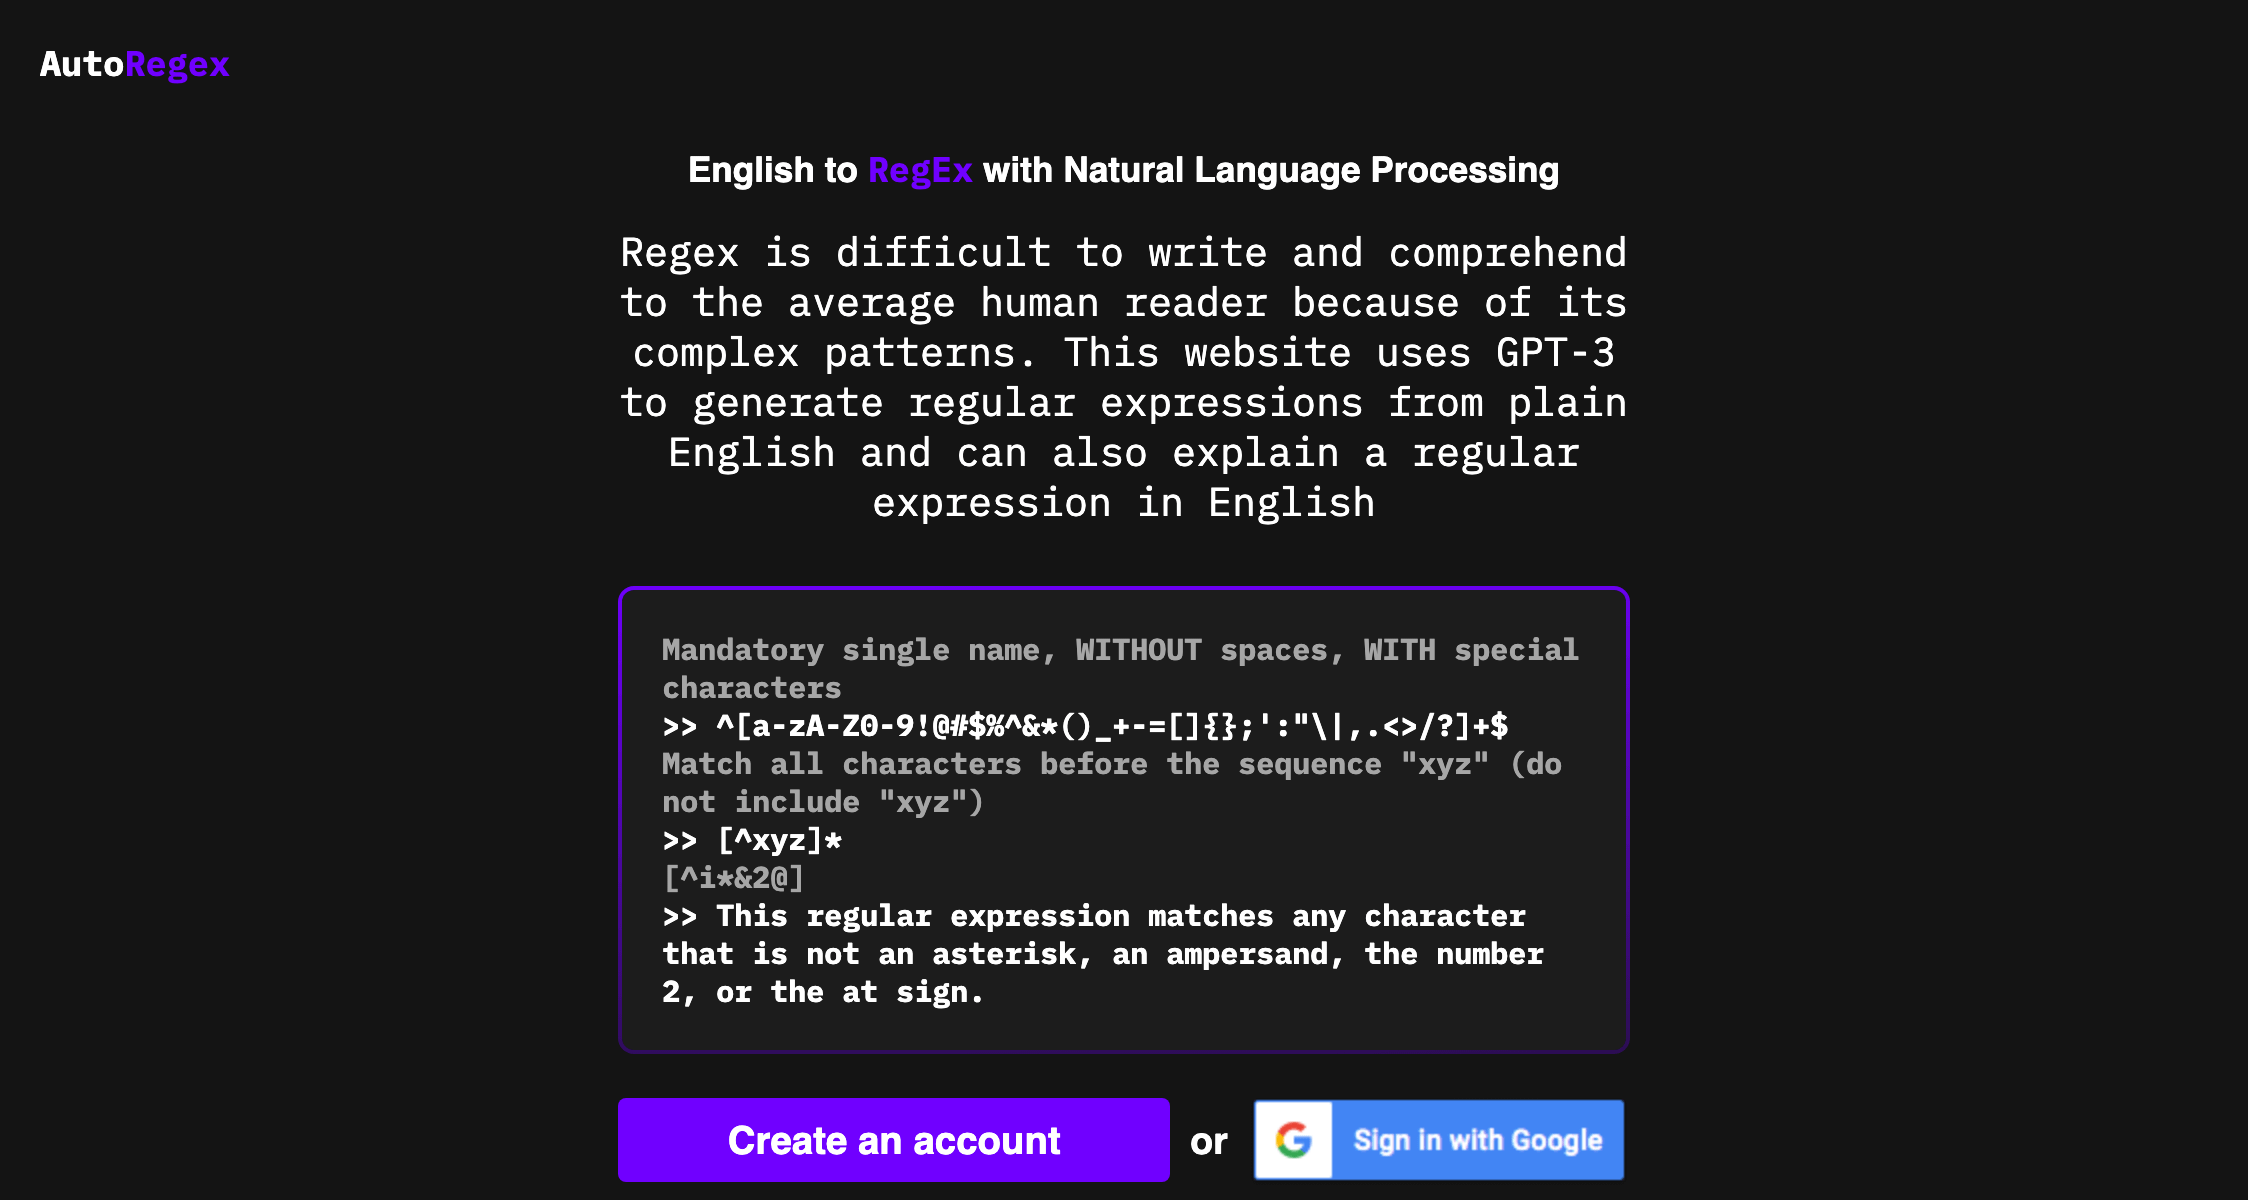 AutoRegex
English to RegEx with Natural Language Processing
Regex is difficult to write and comprehend
to the average human reader because of its
complex patterns. This website uses GPT-3
to generate regular expressions from plain
English and can also explain a regular
expression in English
Mandatory single name, WITHOUT spaces, WITH special
characters
>> ^[a-zA-Z0-9!@#$%^&*()_+-=[]{};':"\|,.<>/?]+$
Match all characters before the sequence "xyz" (do
not include "xyz")
>> [^xyz]*
[^i*&2@]
>> This regular expression matches any character
that is not an asterisk, an ampersand, the number
2, or the at sign.
Create an account or Sign in with Google